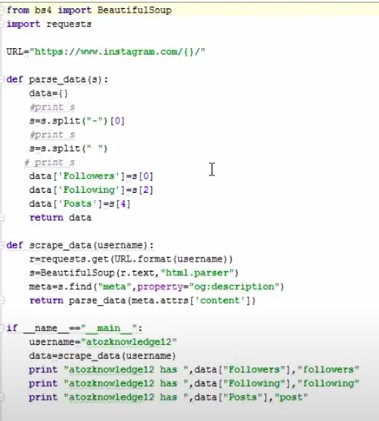 from bs4 import BeautifulSoup
import requests
URL="https://www.instagram.com/{}/"
def parse_data(s):
data={}
#print s
s=s.split("-")[0]
#print s
s=s.split(" ")
# print s
data['Followers']=s[0]
data['Following']=s[2]
data['Posts']=s[4]
return data
def scrape_data(username):
r=requests.get(URL.format(username))
s=BeautifulSoup(r.text,"html.parser")
meta=s.find("meta",property="og:description")
return parse_data(meta.attrs['content'])
if __name__=="__main__":
username="atozknowledge12"
data=scrape_data(username)
print "atozknowledge12 has ",data["Followers"],"followers"
print "atozknowledge12 has ",data["Following"],"following"
print "atozknowledge12 has ",data["Posts"],"post"